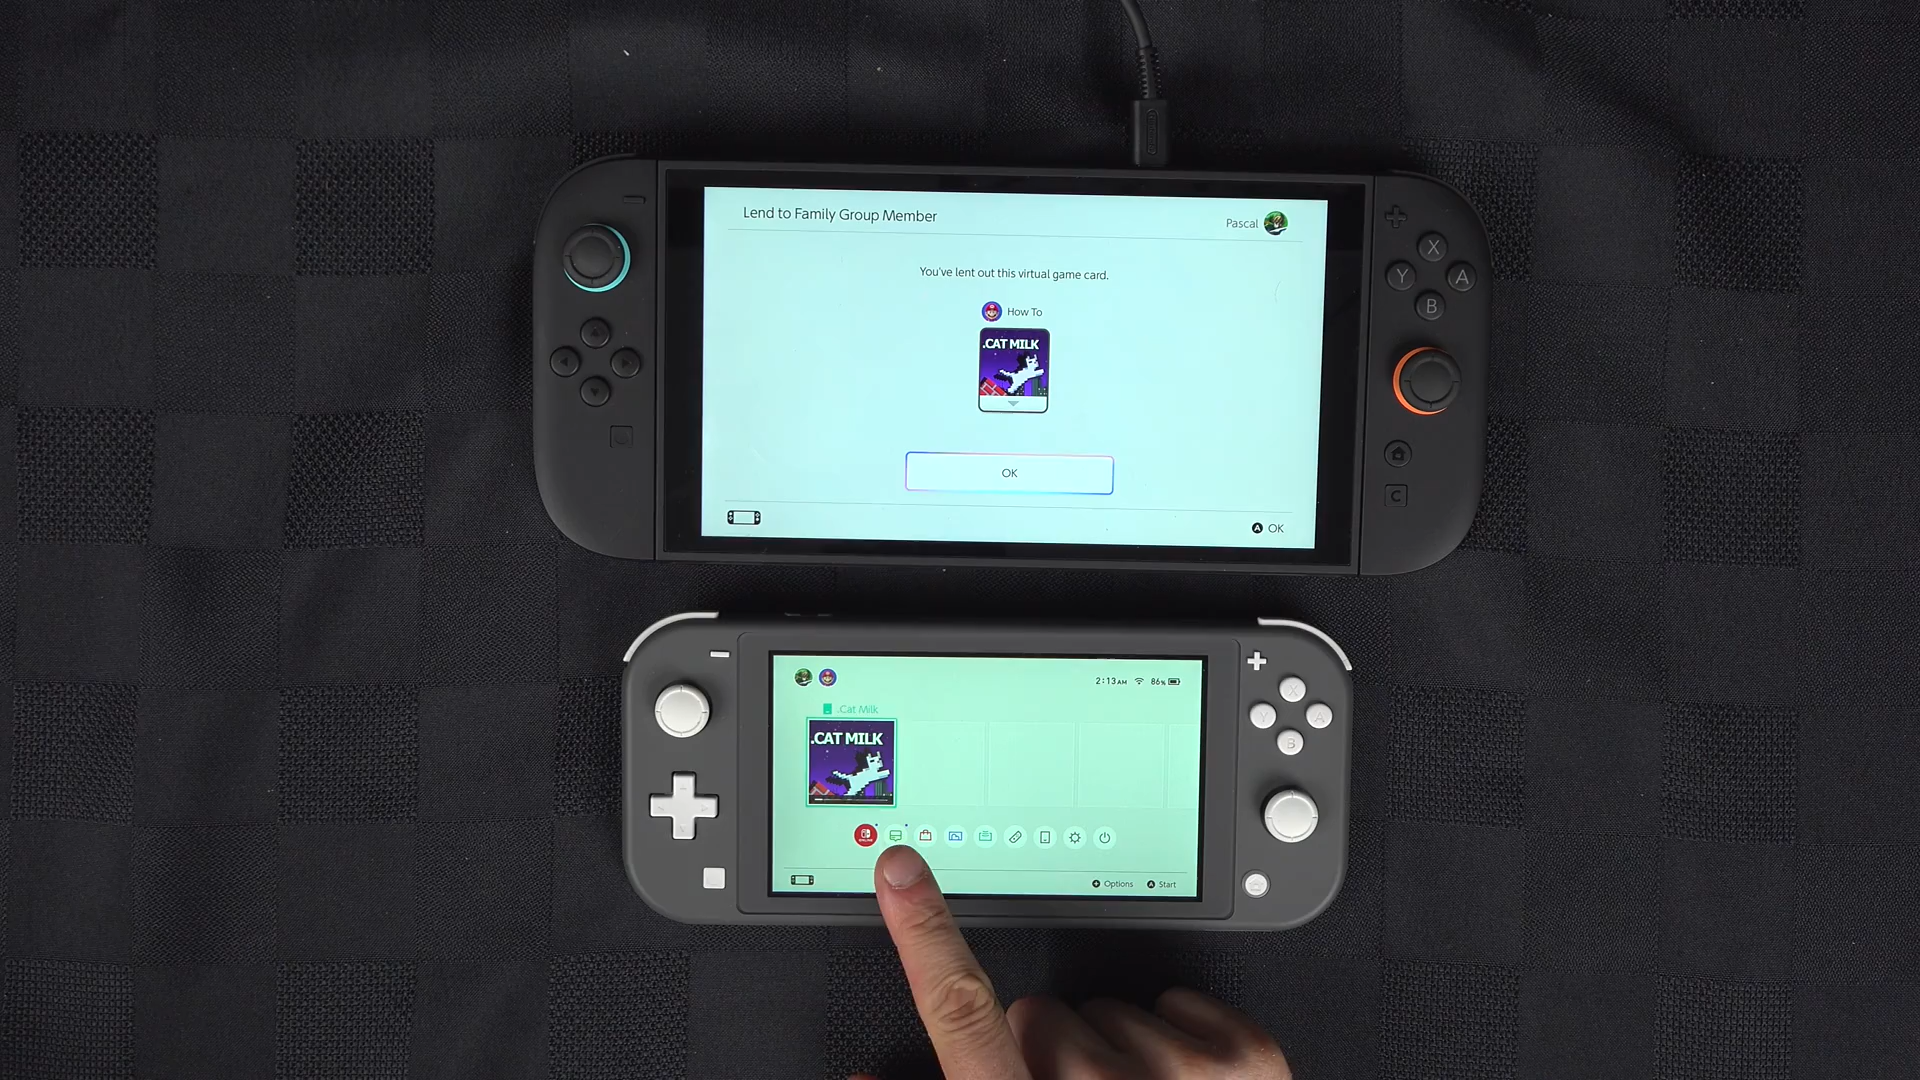 Lend to Family Group Member
Pascal
You've lent out this virtual game card.
How To
.CAT MILK
OK
A OK
X
Y
A
B
C
2:13 AM 86%
.Cat Milk
.CAT MILK
Options
A Start
X
Y
A
B